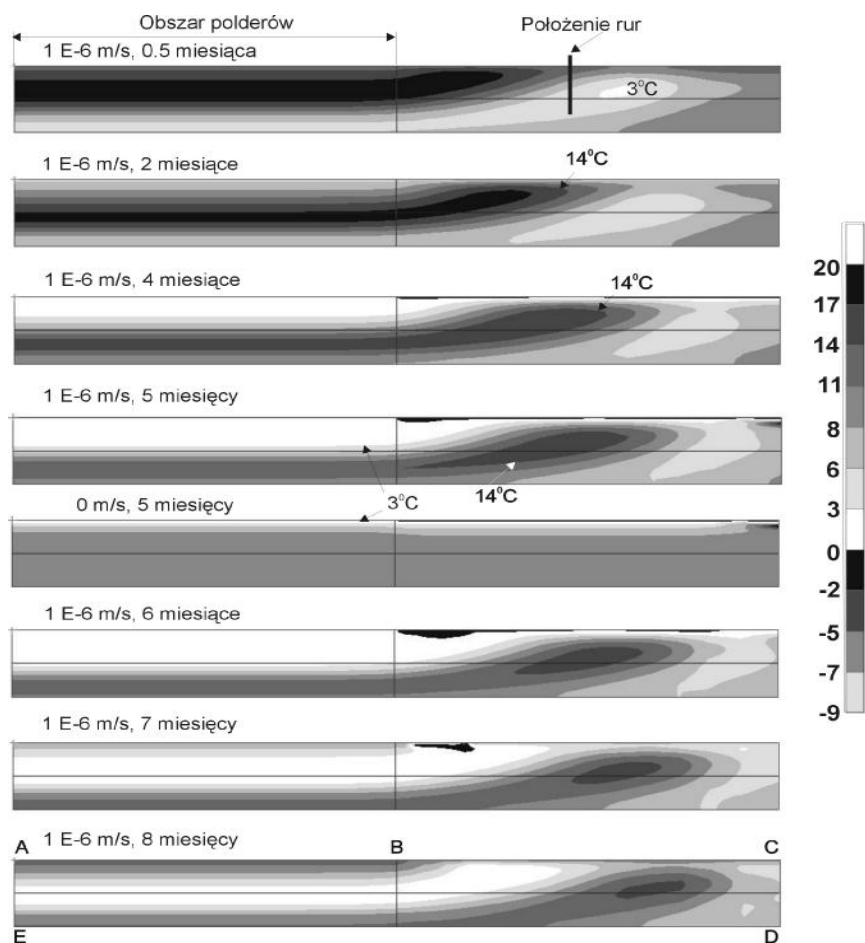 Obszar polderów
Położenie rur
1 E-6 m/s, 0.5 miesiąca
3°C
1 E-6 m/s, 2 miesiące
14°C
1 E-6 m/s, 4 miesiące
14°C
1 E-6 m/s, 5 miesięcy
3°C
14°C
0 m/s, 5 miesięcy
1 E-6 m/s, 6 miesiące
1 E-6 m/s, 7 miesięcy
1 E-6 m/s, 8 miesięcy
A B C
E D
20
17
14
11
8
6
3
0
-2
-5
-7
-9